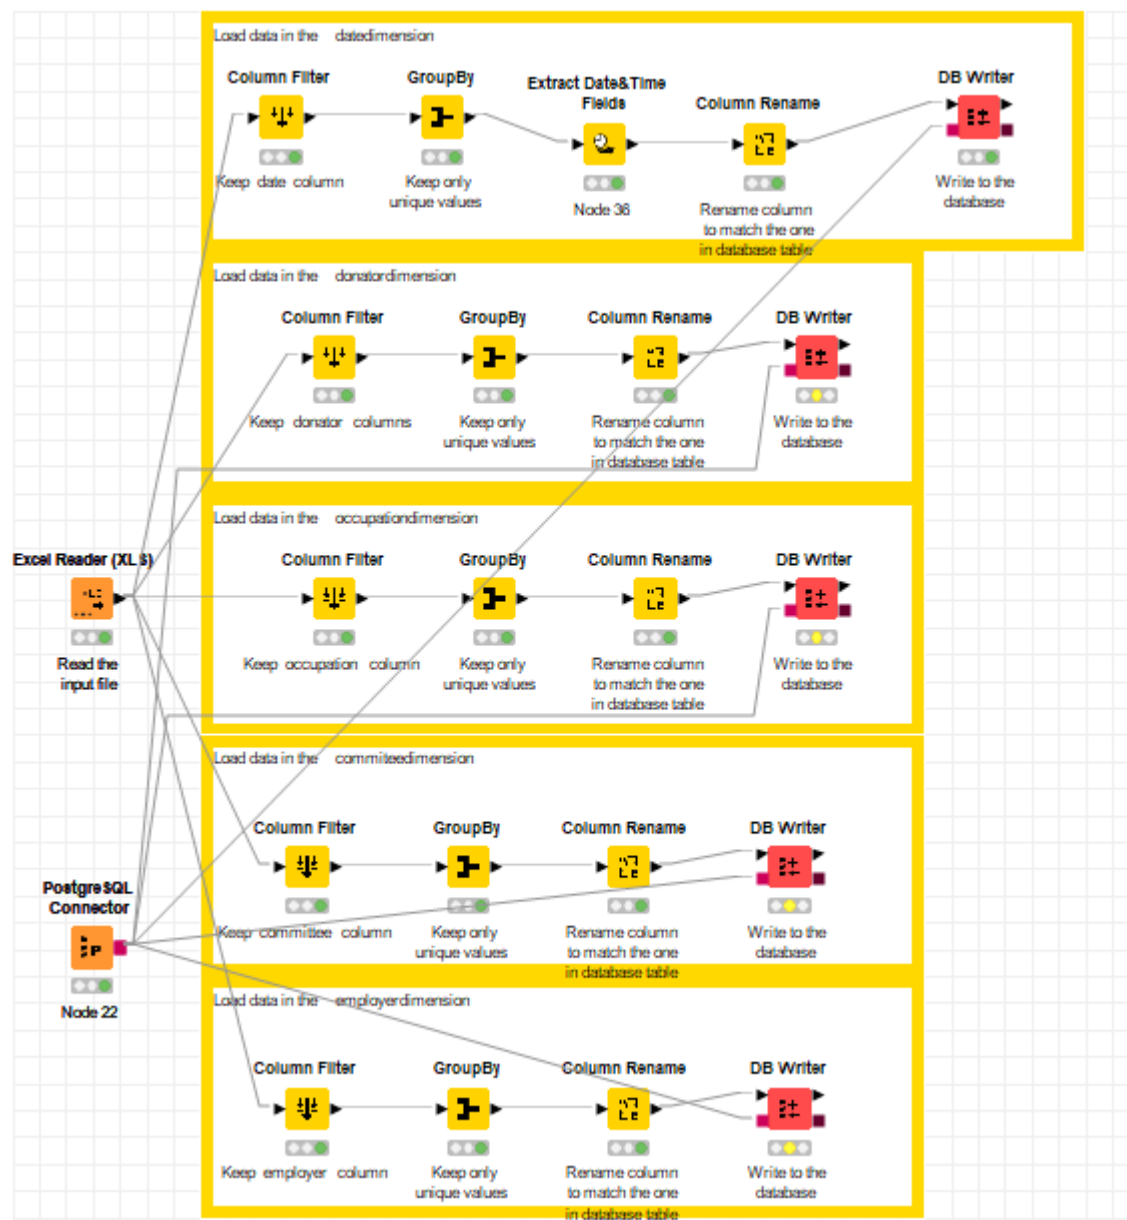 Load data in the datedimension
Column Filter
GroupBy
Extract Date&Time
Fields
Column Rename
DB Writer
Keep date column
Keep only
unique values
Node 36
Rename column
to match the one
in database table
Write to the
database
Load data in the donatordimension
Column Filter
GroupBy
Column Rename
DB Writer
Keep donator columns
Keep only
unique values
Rename column
to match the one
in database table
Write to the
database
Load data in the occupationdimension
Excel Reader (XLS)
Column Filter
GroupBy
Column Rename
DB Writer
Read the
input file
Keep occupation column
Keep only
unique values
Rename column
to match the one
in database table
Write to the
database
Load data in the commiteedimension
Column Filter
GroupBy
Column Rename
DB Writer
PostgreSQL
Connector
Keep committee column
Keep only
unique values
Rename column
to match the one
in database table
Write to the
database
Node 22
Load data in the employerdimension
Column Filter
GroupBy
Column Rename
DB Writer
Keep employer column
Keep only
unique values
Rename column
to match the one
in database table
Write to the
database